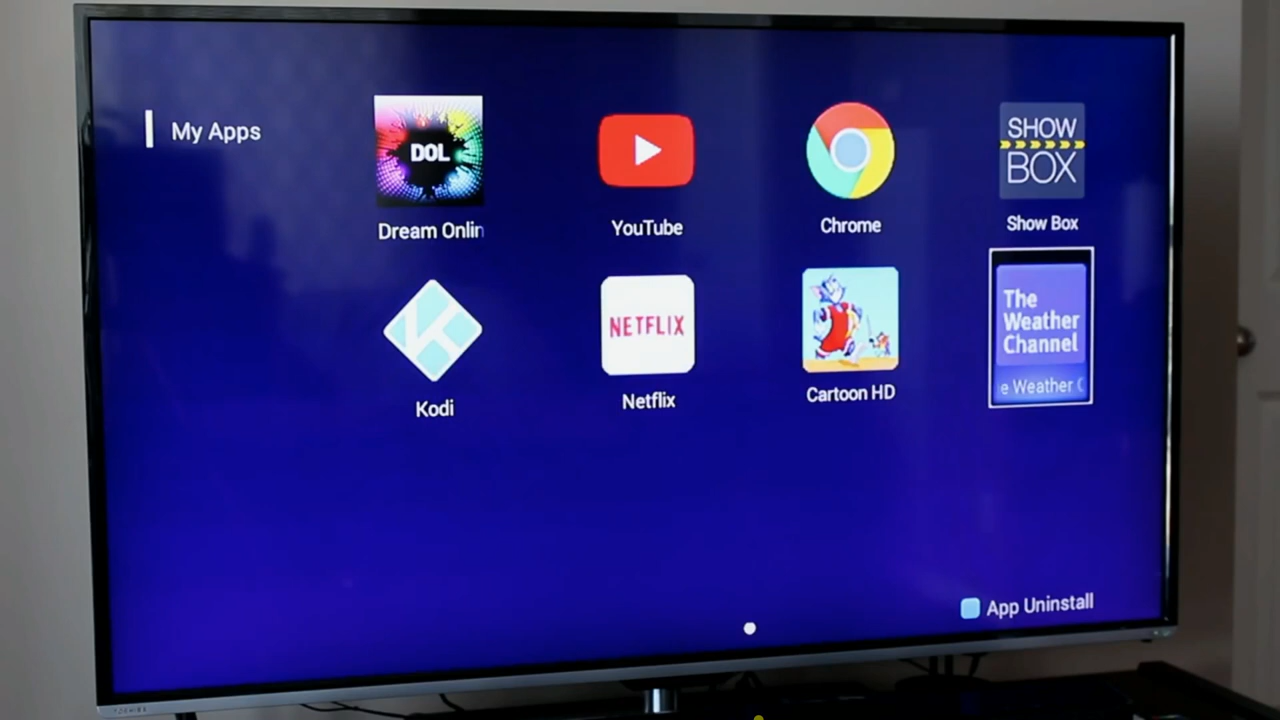 My Apps
DOL
Dream Onlin
YouTube
Chrome
SHOW
BOX
Show Box
Kodi
NETFLIX
Netflix
Cartoon HD
The
Weather
Channel
e Weather C
App Uninstall
TOSHIBA